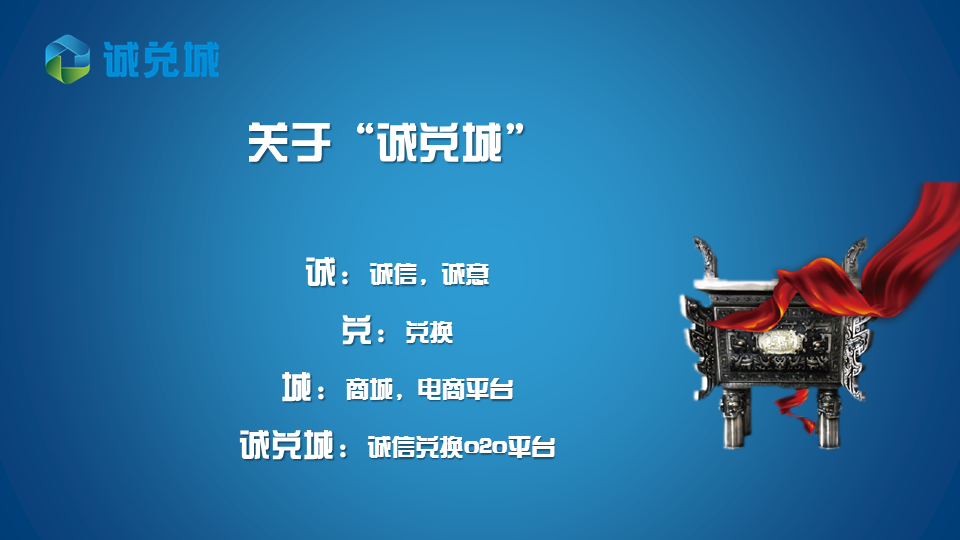 诚兑城
关于“诚兑城”
诚：诚信，诚意
兑：兑换
城：商城，电商平台
诚兑城：诚信兑换o2o平台